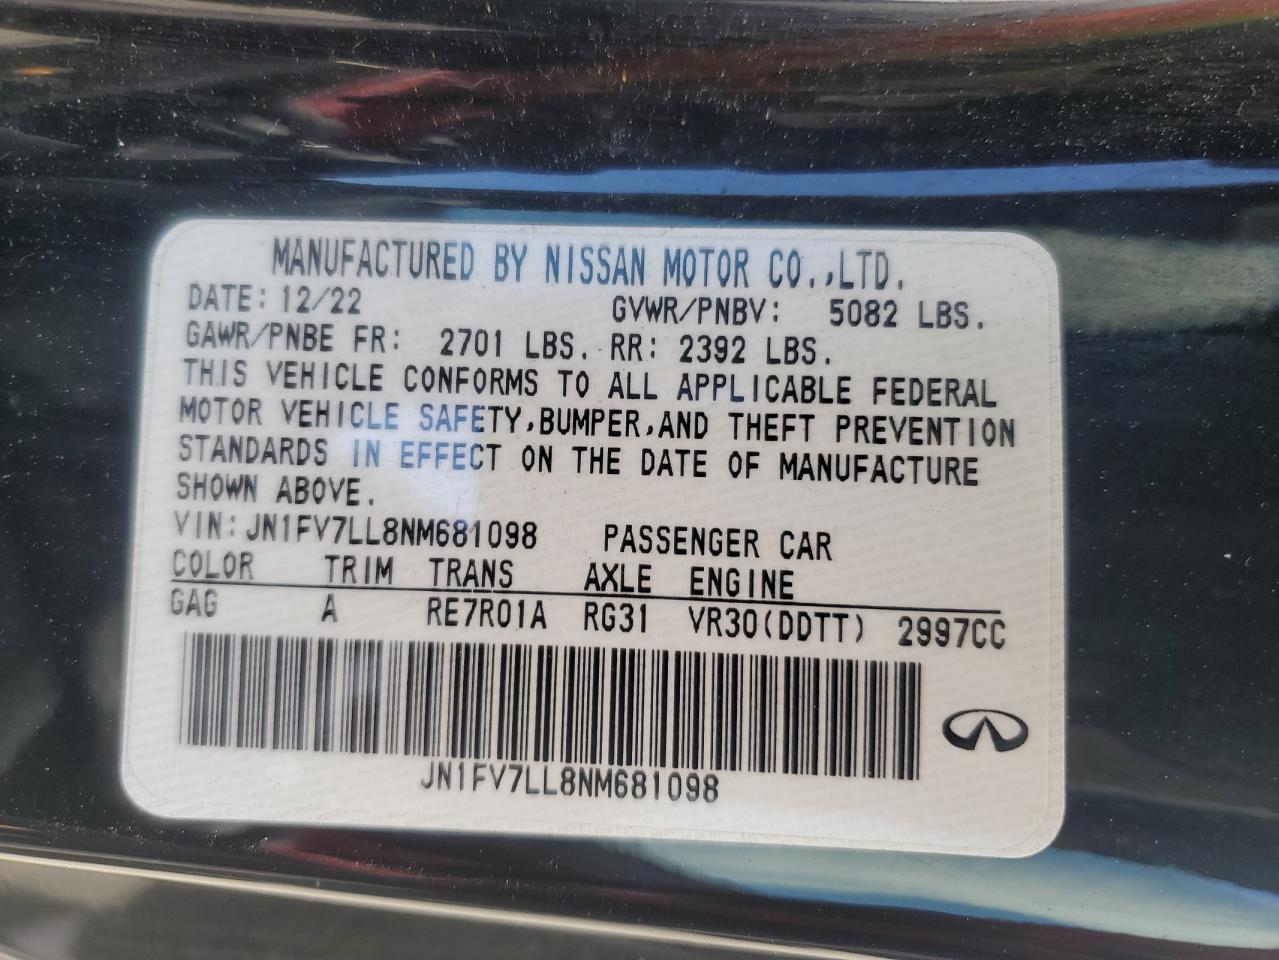 MANUFACTURED BY NISSAN MOTOR CO.,LTD.
DATE: 12/22 GVWR/PNBV: 5082 LBS.
GAWR/PNBE FR: 2701 LBS. RR: 2392 LBS.
THIS VEHICLE CONFORMS TO ALL APPLICABLE FEDERAL
MOTOR VEHICLE SAFETY,BUMPER,AND THEFT PREVENTION
STANDARDS IN EFFECT ON THE DATE OF MANUFACTURE
SHOWN ABOVE.
VIN:JN1FV7LL8NM681098 PASSENGER CAR
COLOR TRIM TRANS AXLE ENGINE
GAG A RE7R01A RG31 VR30(DDTT) 2997CC
JN1FV7LL8NM681098